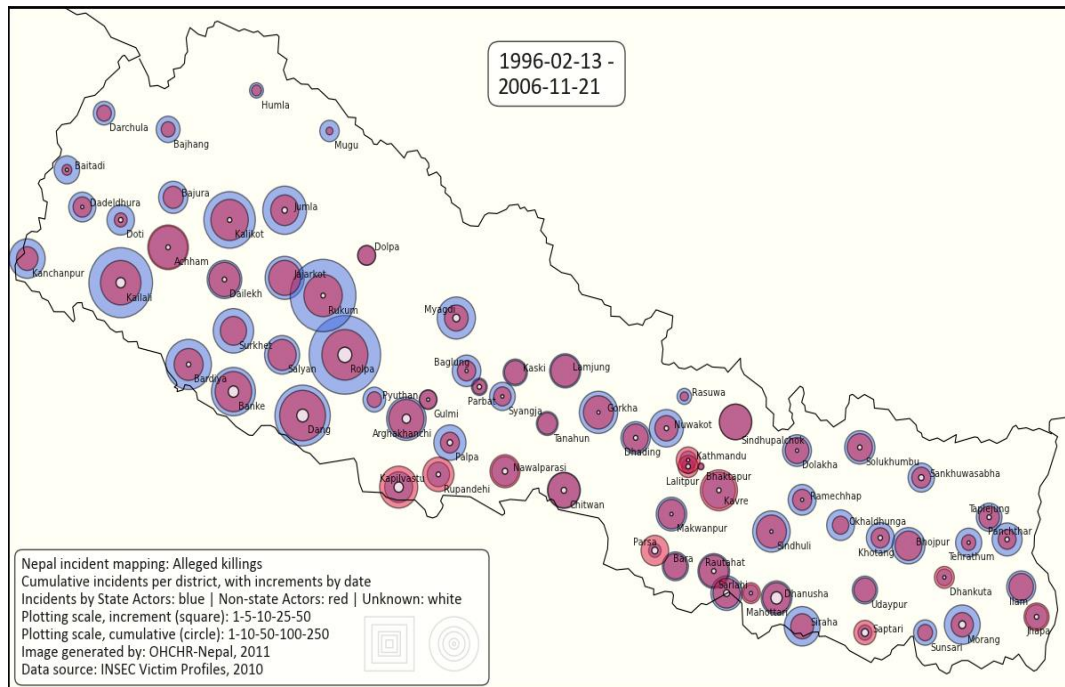 1996-02-13 -
2006-11-21
Humla
Darchula
Bajhang
Mugu
Baitadi
Bajura
Dadeldhura
Jumla
Doti
Kalikot
Achham
Dolpa
Kanchanpur
Jajarkot
Kailali
Dailekh
Rukum
Myagdi
Surkhet
Baglung
Kaski
Lamjung
Salyan
Rolpa
Bardiya
Parbat
Rasuwa
Pyuthan
Syangja
Banke
Gulmi
Gorkha
Dang
Arghakhanchi
Tanahun
Nuwakot
Sindhupalchok
Dhading
Palpa
Dolakha
Solukhumbu
Kathmandu
Nawalparasi
Lalitpur
Bhaktapur
Sankhuwasabha
Kapilvastu
Rupandehi
Kavre
Chitwan
Ramechhap
Taplejung
Makwanpur
Okhaldhunga
Panchthar
Sindhuli
Khotang
Bhojpur
Parsa
Tehrathum
Bara
Rautahat
Sarlahi
Dhanusha
Dhankuta
Mahottari
Udaypur
Ilam
Siraha
Saptari
Jhapa
Sunsari
Morang
Nepal incident mapping: Alleged killings
Cumulative incidents per district, with increments by date
Incidents by State Actors: blue | Non-state Actors: red | Unknown: white
Plotting scale, increment (square): 1-5-10-25-50
Plotting scale, cumulative (circle): 1-10-50-100-250
Image generated by: OHCHR-Nepal, 2011
Data source: INSEC Victim Profiles, 2010